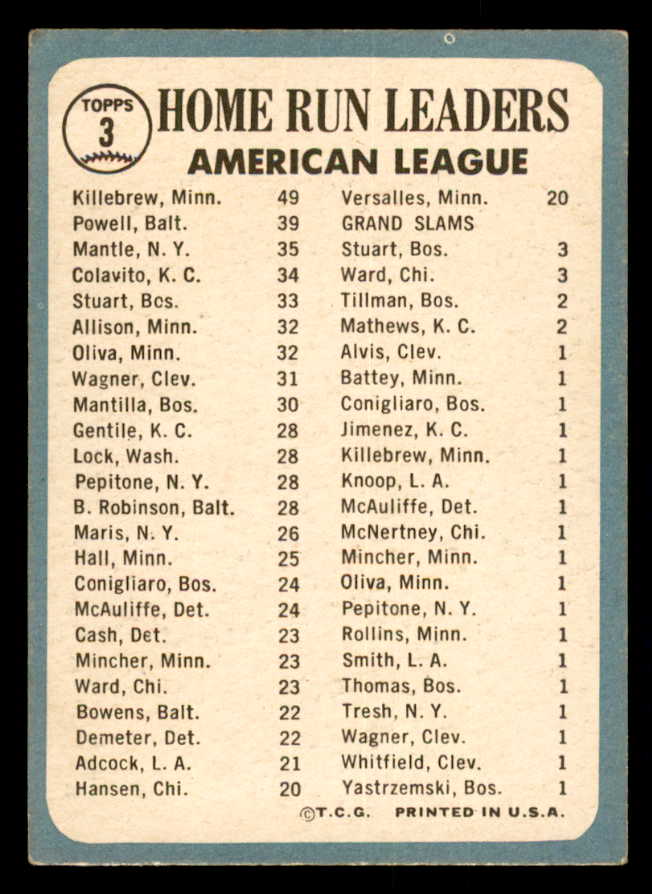 TOPPS
3
HOME RUN LEADERS
AMERICAN LEAGUE
Killebrew, Minn. 49
Powell, Balt. 39
Mantle, N. Y. 35
Colavito, K. C. 34
Stuart, Bos. 33
Allison, Minn. 32
Oliva, Minn. 32
Wagner, Clev. 31
Mantilla, Bos. 30
Gentile, K. C. 28
Lock, Wash. 28
Pepitone, N. Y. 28
B. Robinson, Balt. 28
Maris, N. Y. 26
Hall, Minn. 25
Conigliaro, Bos. 24
McAuliffe, Det. 24
Cash, Det. 23
Mincher, Minn. 23
Ward, Chi. 23
Bowens, Balt. 22
Demeter, Det. 22
Adcock, L. A. 21
Hansen, Chi. 20
Versalles, Minn. 20
GRAND SLAMS
Stuart, Bos. 3
Ward, Chi. 3
Tillman, Bos. 2
Mathews, K. C. 2
Alvis, Clev. 1
Battey, Minn. 1
Conigliaro, Bos. 1
Jimenez, K. C. 1
Killebrew, Minn. 1
Knoop, L. A. 1
McAuliffe, Det. 1
McNertney, Chi. 1
Mincher, Minn. 1
Oliva, Minn. 1
Pepitone, N. Y. 1
Rollins, Minn. 1
Smith, L. A. 1
Thomas, Bos. 1
Tresh, N. Y. 1
Wagner, Clev. 1
Whitfield, Clev. 1
Yastrzemski, Bos. 1
©T.C.G. PRINTED IN U.S.A.